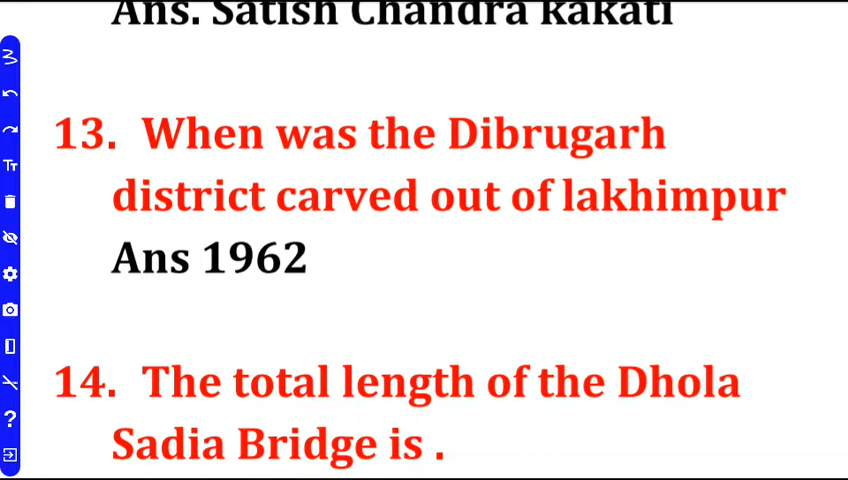 Ans. Satish Chandra kakati
13. When was the Dibrugarh
district carved out of lakhimpur
Ans 1962
14. The total length of the Dhola
Sadia Bridge is .